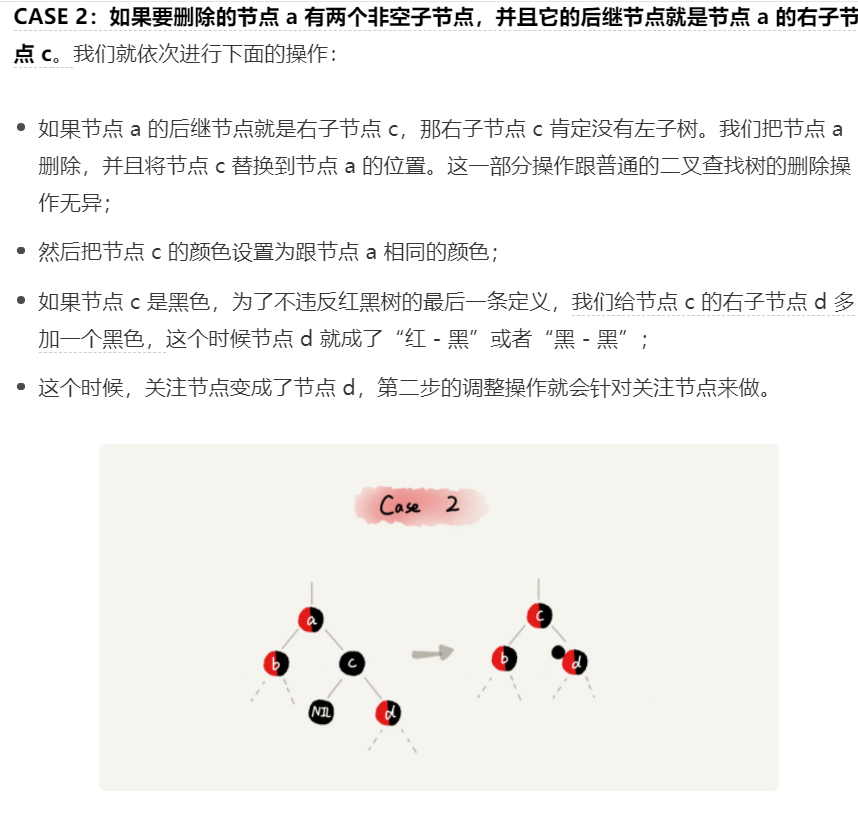 CASE 2：如果要删除的节点 a 有两个非空子节点，并且它的后继节点就是节点 a 的右子节
点 c。我们就依次进行下面的操作：
• 如果节点 a 的后继节点就是右子节点 c，那右子节点 c 肯定没有左子树。我们把节点 a
删除，并且将节点 c 替换到节点 a 的位置。这一部分操作跟普通的二叉查找树的删除操
作无异；
• 然后把节点 c 的颜色设置为跟节点 a 相同的颜色；
• 如果节点 c 是黑色，为了不违反红黑树的最后一条定义，我们给节点 c 的右子节点 d 多
加一个黑色，这个时候节点 d 就成了“红 - 黑”或者“黑 - 黑”；
• 这个时候，关注节点变成了节点 d，第二步的调整操作就会针对关注节点来做。
Case 2
a
b
c
NIL
d
c
b
d